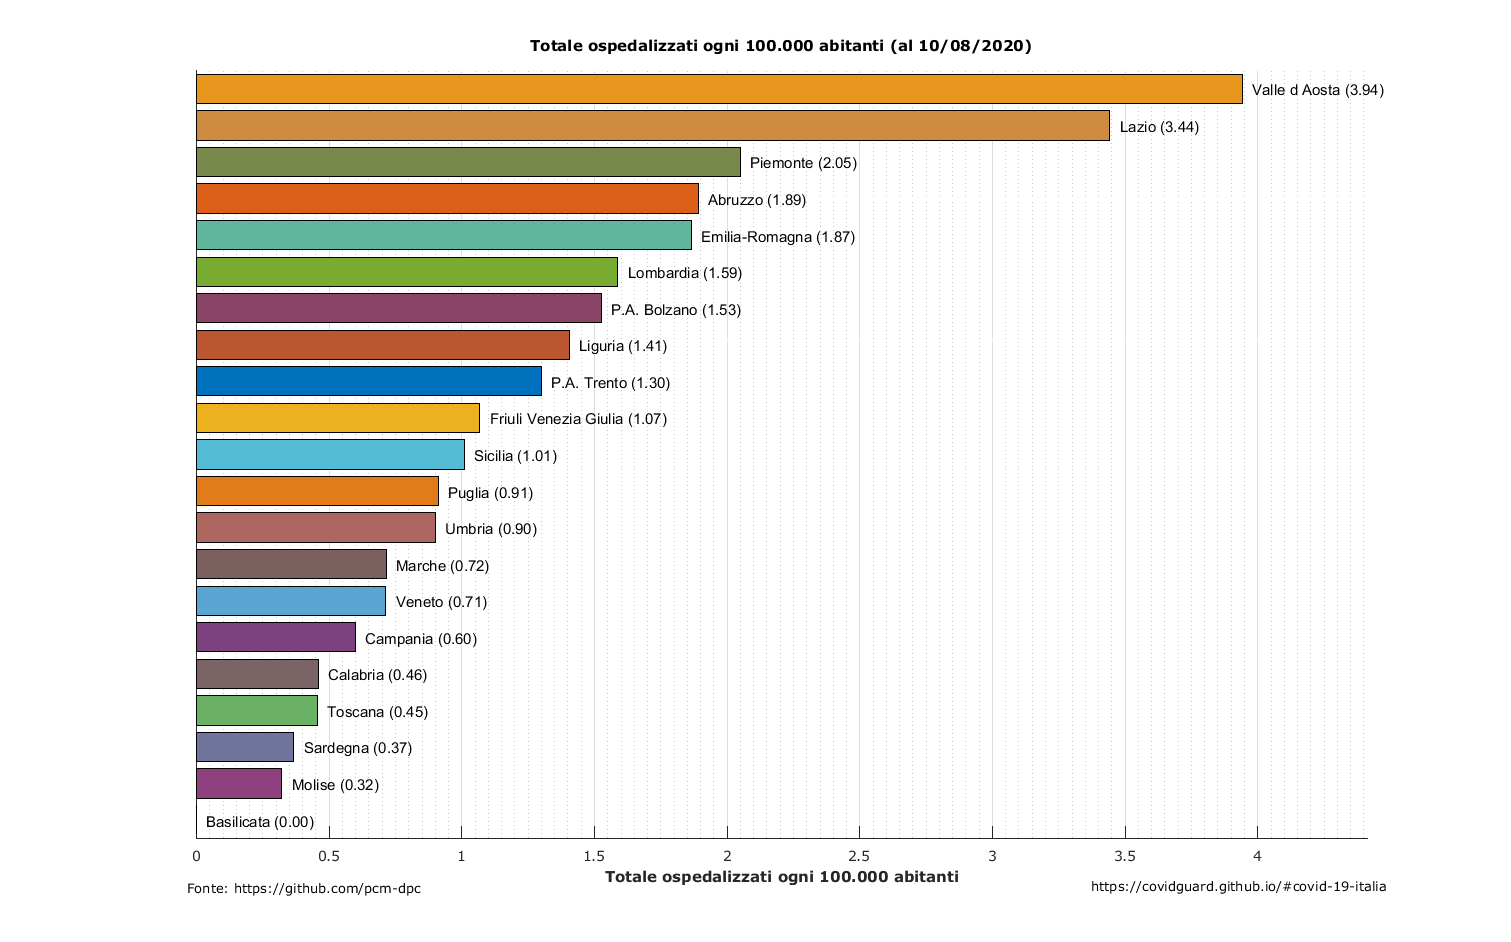 Totale ospedalizzati ogni 100.000 abitanti (al 10/08/2020)
Valle d Aosta (3.94)
Lazio (3.44)
Piemonte (2.05)
Abruzzo (1.89)
Emilia-Romagna (1.87)
Lombardia (1.59)
P.A. Bolzano (1.53)
Liguria (1.41)
P.A. Trento (1.30)
Friuli Venezia Giulia (1.07)
Sicilia (1.01)
Puglia (0.91)
Umbria (0.90)
Marche (0.72)
Veneto (0.71)
Campania (0.60)
Calabria (0.46)
Toscana (0.45)
Sardegna (0.37)
Molise (0.32)
Basilicata (0.00)
0 0.5 1 1.5 2 2.5 3 3.5 4
Totale ospedalizzati ogni 100.000 abitanti
Fonte: https://github.com/pcm-dpc
https://covidguard.github.io/#covid-19-italia